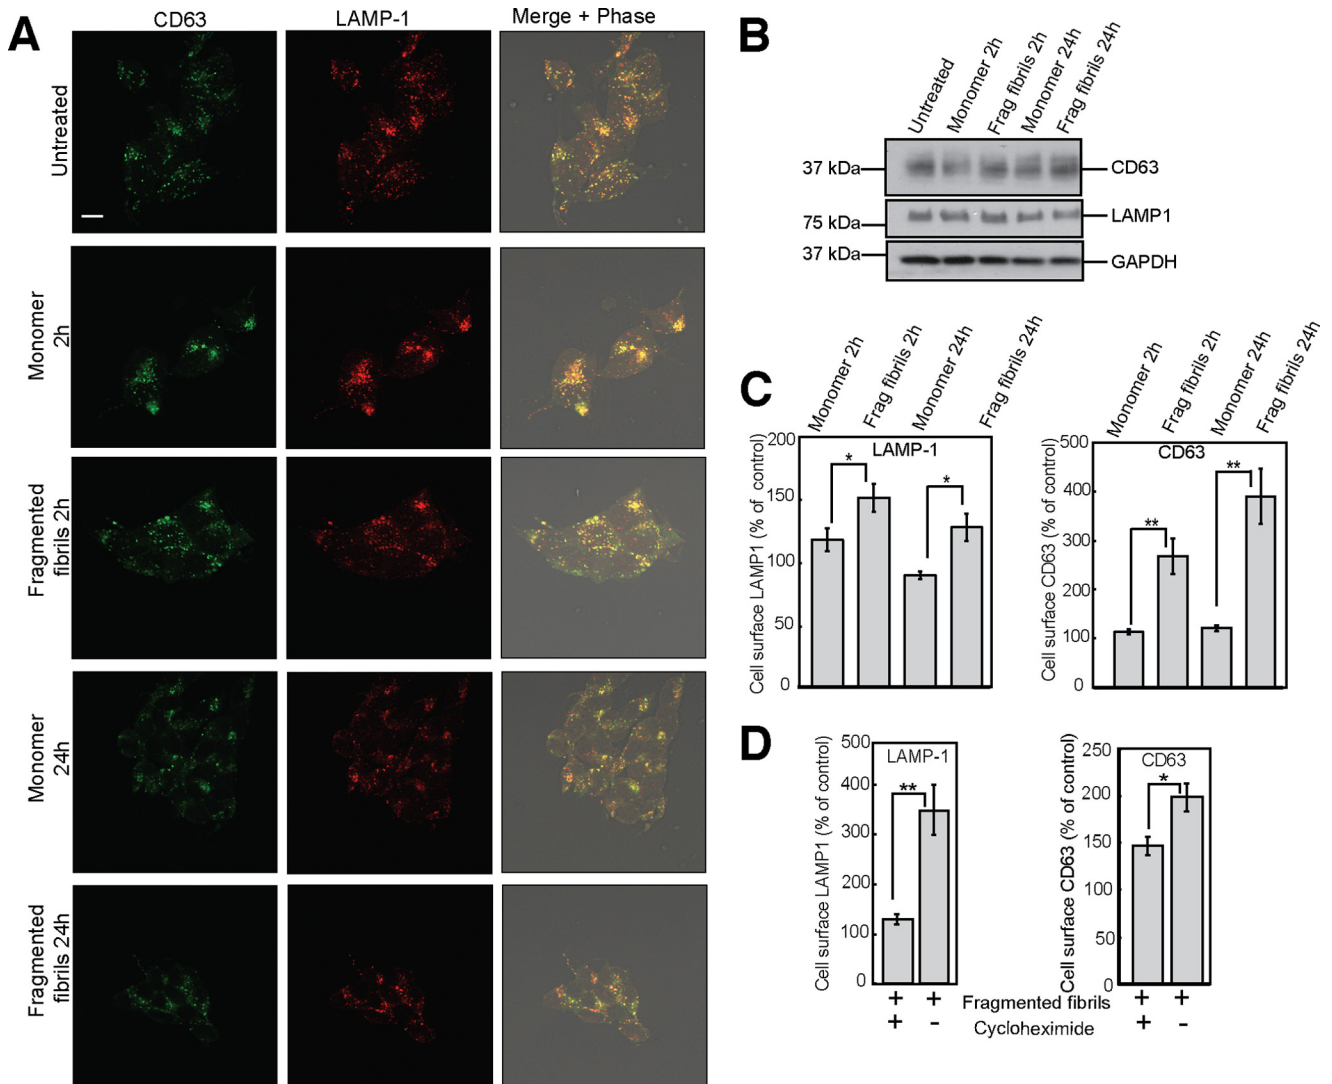 A
CD63
LAMP-1
Merge + Phase
Untreated
Monomer
2h
Fragmented
fibrils 2h
Monomer
24h
Fragmented
fibrils 24h
B
Untreated
Monomer 2h
Frag fibrils 2h
Monomer 24h
Frag fibrils 24h
37 kDa
CD63
75 kDa
LAMP1
37 kDa
GAPDH
C
Monomer 2h
Frag fibrils 2h
Monomer 24h
Frag fibrils 24h
Cell surface LAMP1 (% of control)
200
150
100
50
0
LAMP-1
*
*
Monomer 2h
Frag fibrils 2h
Monomer 24h
Frag fibrils 24h
Cell surface CD63 (% of control)
500
400
300
200
100
0
CD63
**
**
D
Cell surface LAMP1 (% of control)
500
400
300
200
100
0
LAMP-1
**
Cell surface CD63 (% of control)
250
200
150
100
50
0
CD63
*
+ + Fragmented fibrils + +
+ - Cycloheximide + -